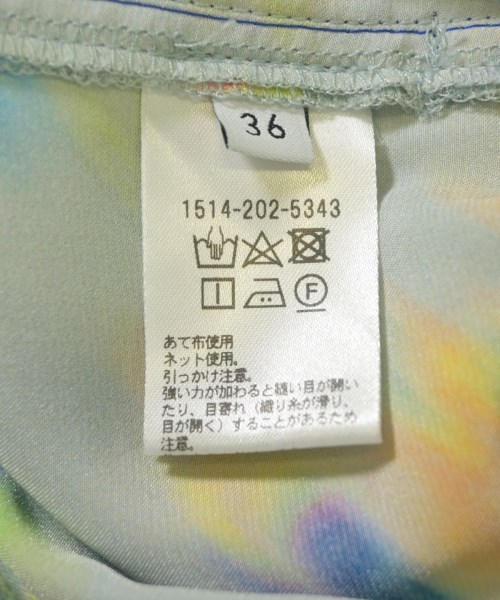 36
1514-202-5343
F
あて布使用
ネット使用。
引っかけ注意。
強い力が加わると縫い目が開い
たり、目寄れ（織り糸が滑り、
目が開く）することがあるため
注意。